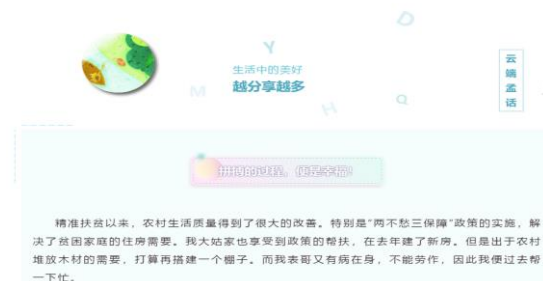 D
Y
生活中的美好
越分享越多
M
H
Q
云端孟话
拼搏的过程，便是幸福！
精准扶贫以来，农村生活质量得到了很大的改善。特别是“两不愁三保障”政策的实施，解
决了贫困家庭的住房需要。我大姑家也享受到政策的帮扶，在去年建了新房。但是出于农村
堆放木材的需要，打算再搭建一个棚子。而我表哥又有病在身，不能劳作，因此我便过去帮
一下忙。